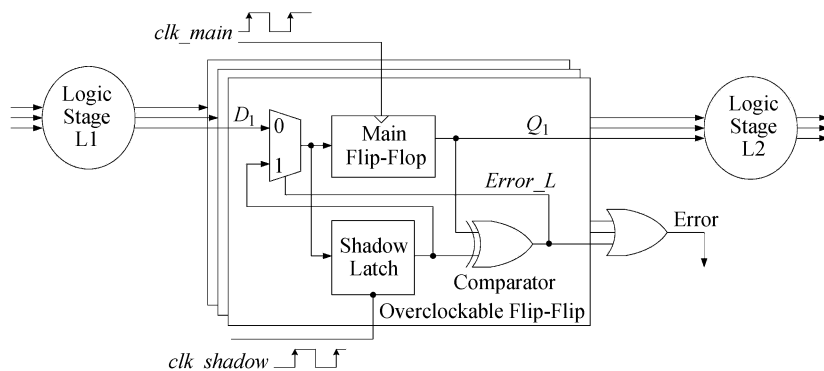 clk_main
Logic
Stage
L1
D1
0
1
Main
Flip-Flop
Q1
Logic
Stage
L2
Error_L
Error
Shadow
Latch
Comparator
Overclockable Flip-Flip
clk_shadow